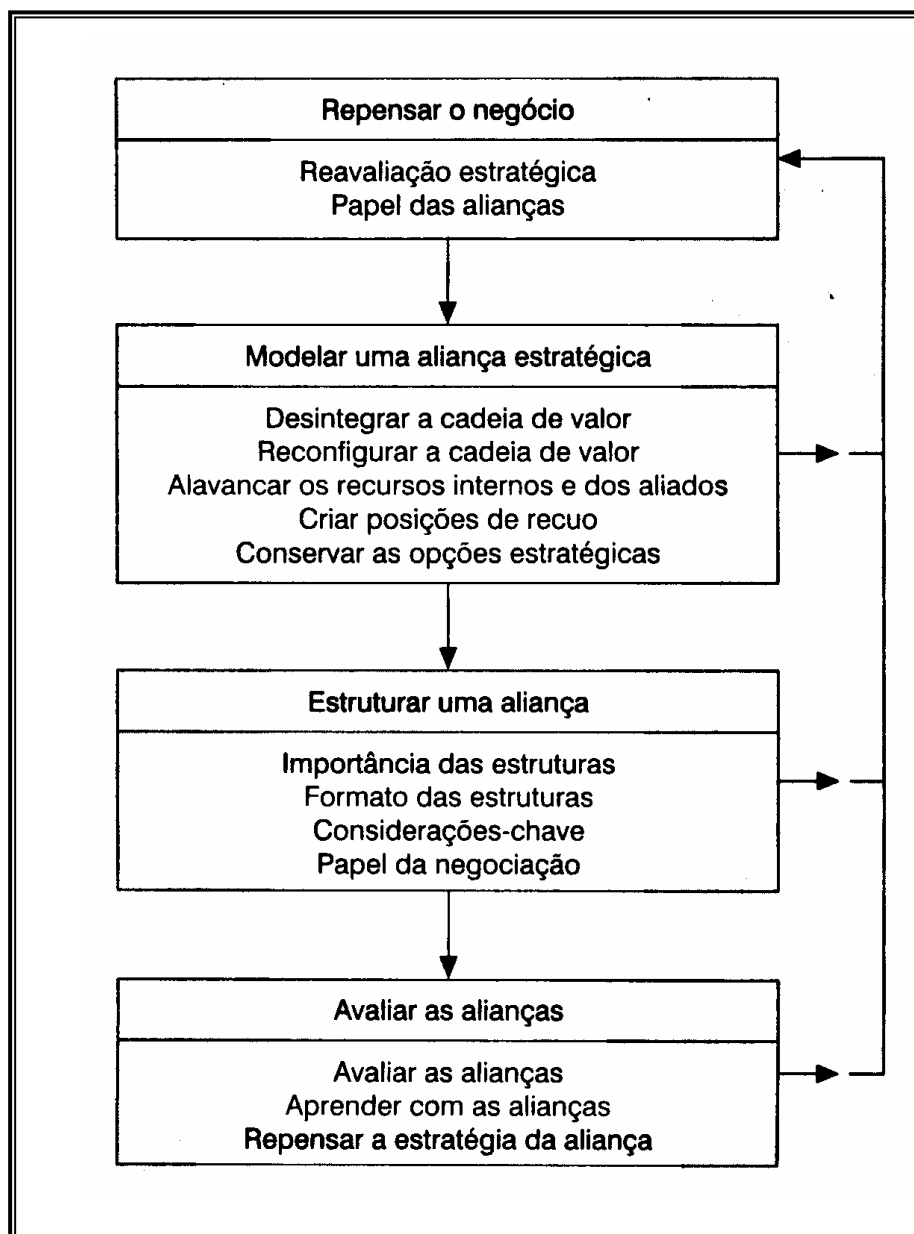 Repensar o negócio
Reavaliação estratégica
Papel das alianças
Modelar uma aliança estratégica
Desintegrar a cadeia de valor
Reconfigurar a cadeia de valor
Alavancar os recursos internos e dos aliados
Criar posições de recuo
Conservar as opções estratégicas
Estruturar uma aliança
Importância das estruturas
Formato das estruturas
Considerações-chave
Papel da negociação
Avaliar as alianças
Avaliar as alianças
Aprender com as alianças
Repensar a estratégia da aliança